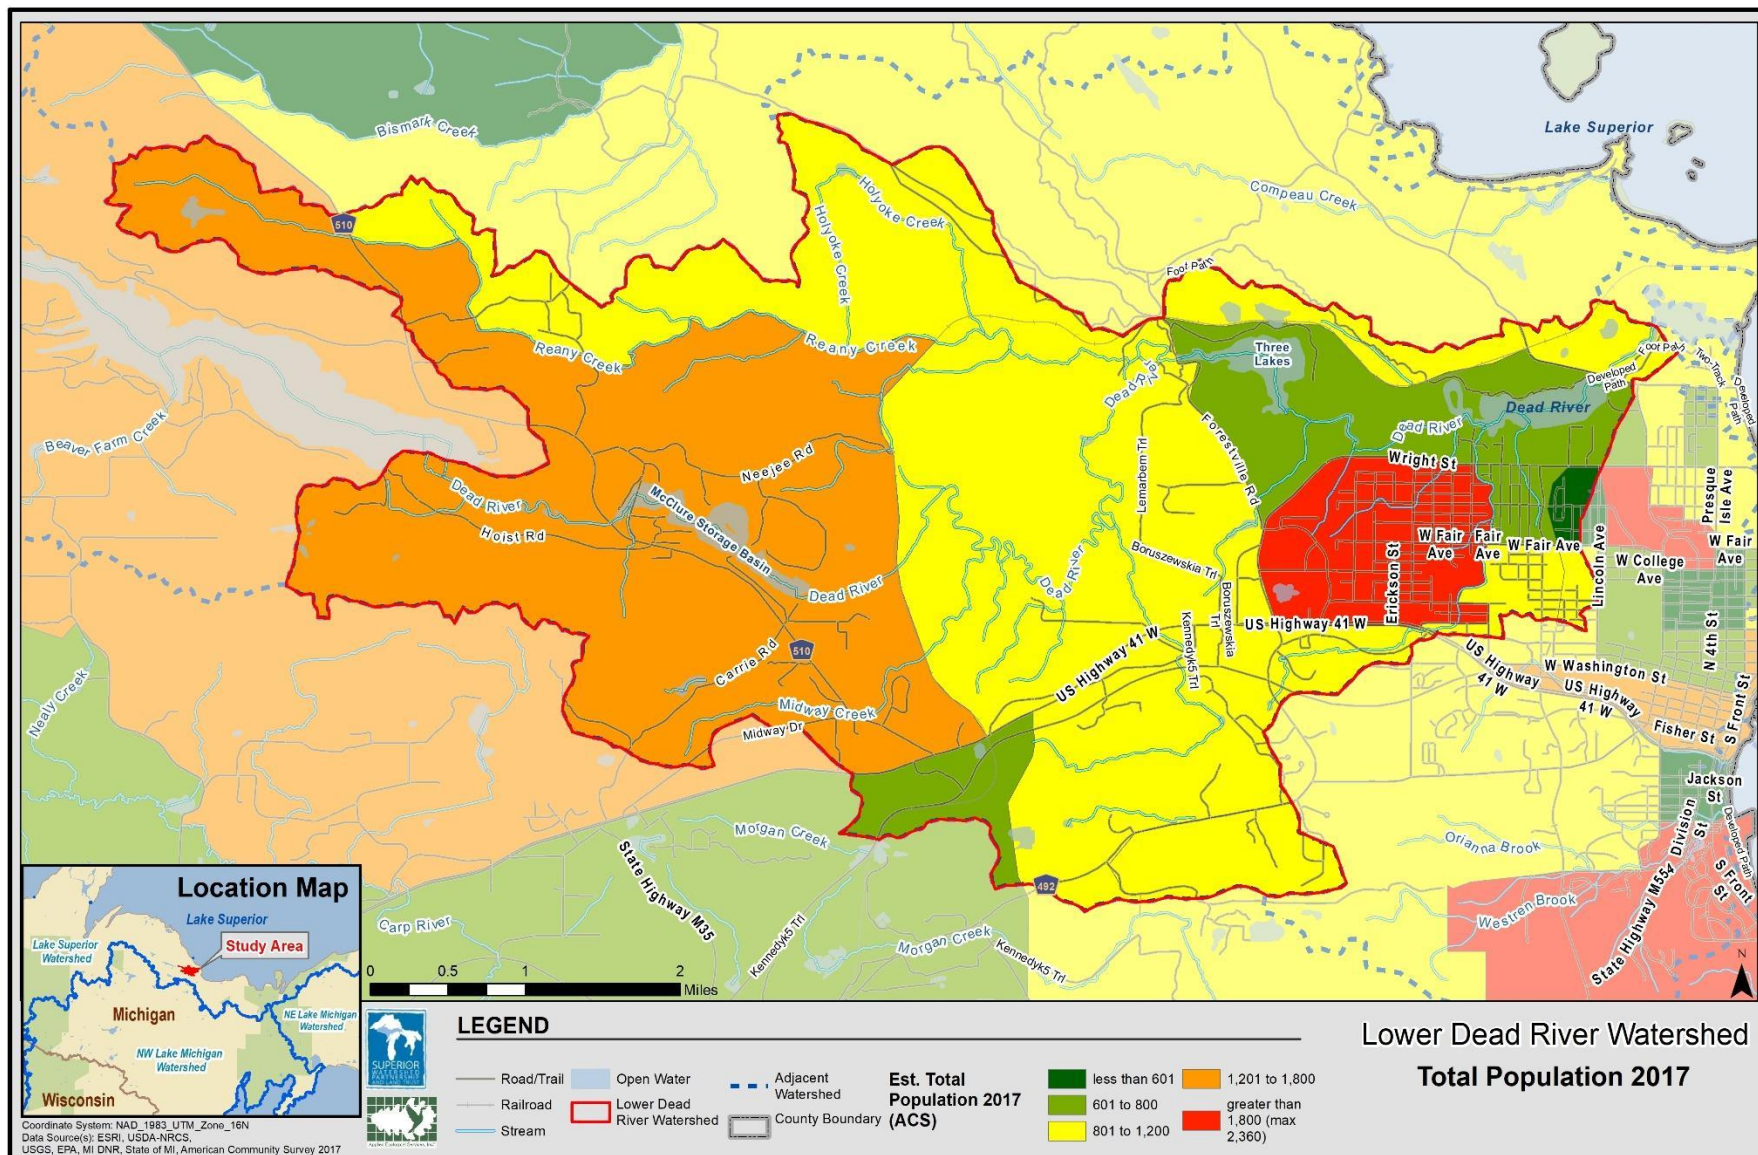 Bismark Creek
Lake Superior
Compeau Creek
Holyoke Creek
Holyoke Creek
510
Foot Path
Reany Creek
Reany Creek
Three
Lakes
Foot Path
Two-Track
Developed
Path
Developed
Path
Dead River
Dead River
Dead River
Beaver Farm Creek
Neejee Rd
Lemarbem Trl
Forestville Rd
Wright St
Presque
Isle Ave
Dead River
McClure Storage Basin
Hoist Rd
W Fair
Ave
Fair
Ave
W Fair Ave
Lincoln Ave
W College
Ave
W Fair
Ave
Erickson St
Boruszewskia Trl
Boruszewskia
Trl
Dead River
Dead River
Dead River
US Highway 41 W
US Highway 41 W
Kennedyk5 Trl
510
Carrie Rd
N 4th St
US Highway
41 W
W Washington St
US Highway
41 W
Fisher St
S Front St
Nealy Creek
Midway Creek
Midway Dr
Jackson
St
Division
St
Developed Path
S Front
St
Morgan Creek
Orianna Brook
State Highway M35
492
Westren Brook
State Highway M554
Carp River
Kennedyk5 Trl
Morgan Creek
Kennedyk5 Trl
N
0 0.5 1 2
Miles
Location Map
Lake Superior
Lake Superior
Watershed
Study Area
Michigan
NE Lake Michigan
Watershed
NW Lake Michigan
Watershed
Wisconsin
Coordinate System: NAD_1983_UTM_Zone_16N
Data Source(s): ESRI, USDA-NRCS,
USGS, EPA, MI DNR, State of MI, American Community Survey 2017
SUPERIOR
WATERSHED
PARTNERSHIP
AND LAND TRUST
Applied Ecological Services, Inc.
LEGEND
Road/Trail
Railroad
Stream
Open Water
Lower Dead
River Watershed
Adjacent
Watershed
County Boundary
Est. Total
Population 2017
(ACS)
less than 601
601 to 800
801 to 1,200
1,201 to 1,800
greater than
1,800 (max
2,360)
Lower Dead River Watershed
Total Population 2017